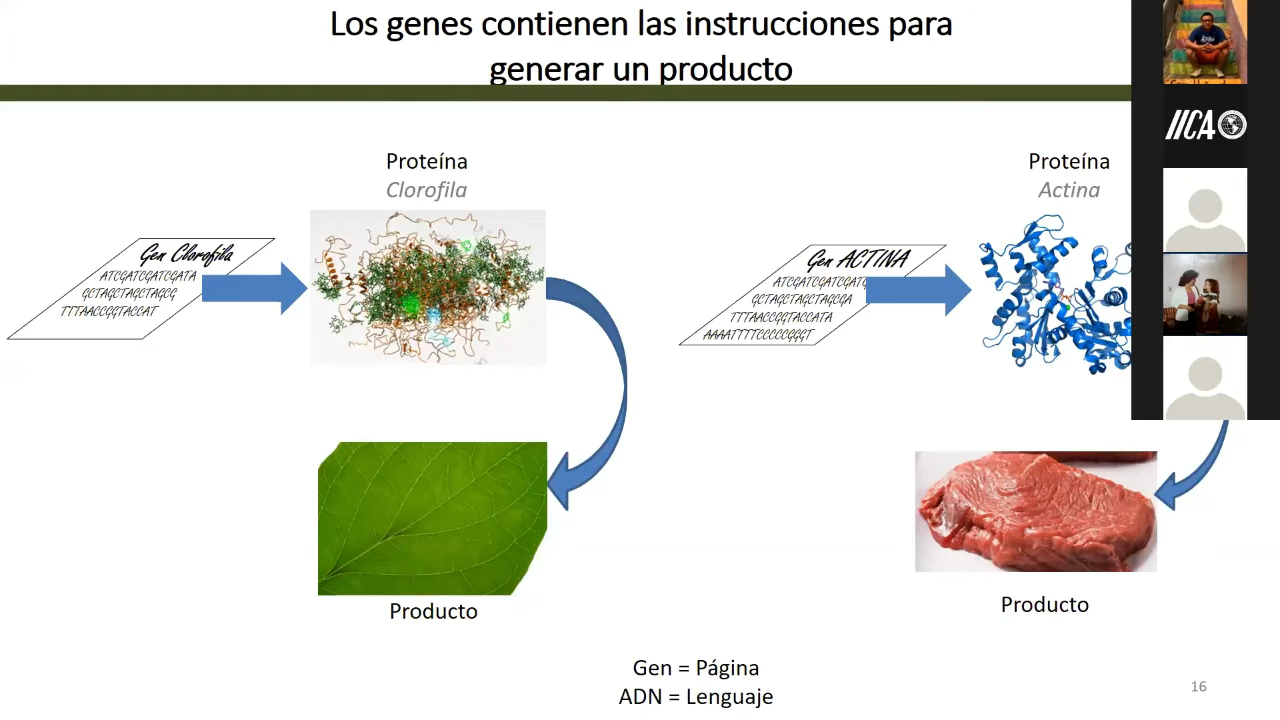 Los genes contienen las instrucciones para
generar un producto
IICA
Proteína
Clorofila
Gen Clorofila
ATCGATCGATCGATA
GCTAGCTAGCTAGCG
TTTAACCGGTACCAT
Producto
Proteína
Actina
Gen ACTINA
GCTAGCTAGCTAGCGA
TTTAACCGGTACCATA
AAAATTTTCCCCCGGGT
Producto
Gen = Página
ADN = Lenguaje
16